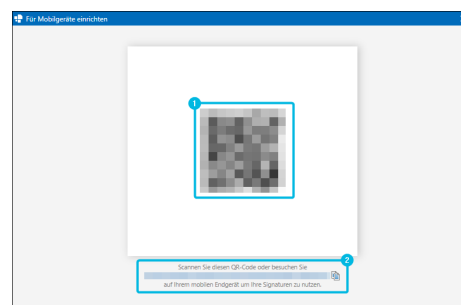 Für Mobilgeräte einrichten
1
2
Scannen Sie diesen QR-Code oder besuchen Sie
auf Ihrem mobilen Endgerät um Ihre Signaturen zu nutzen.